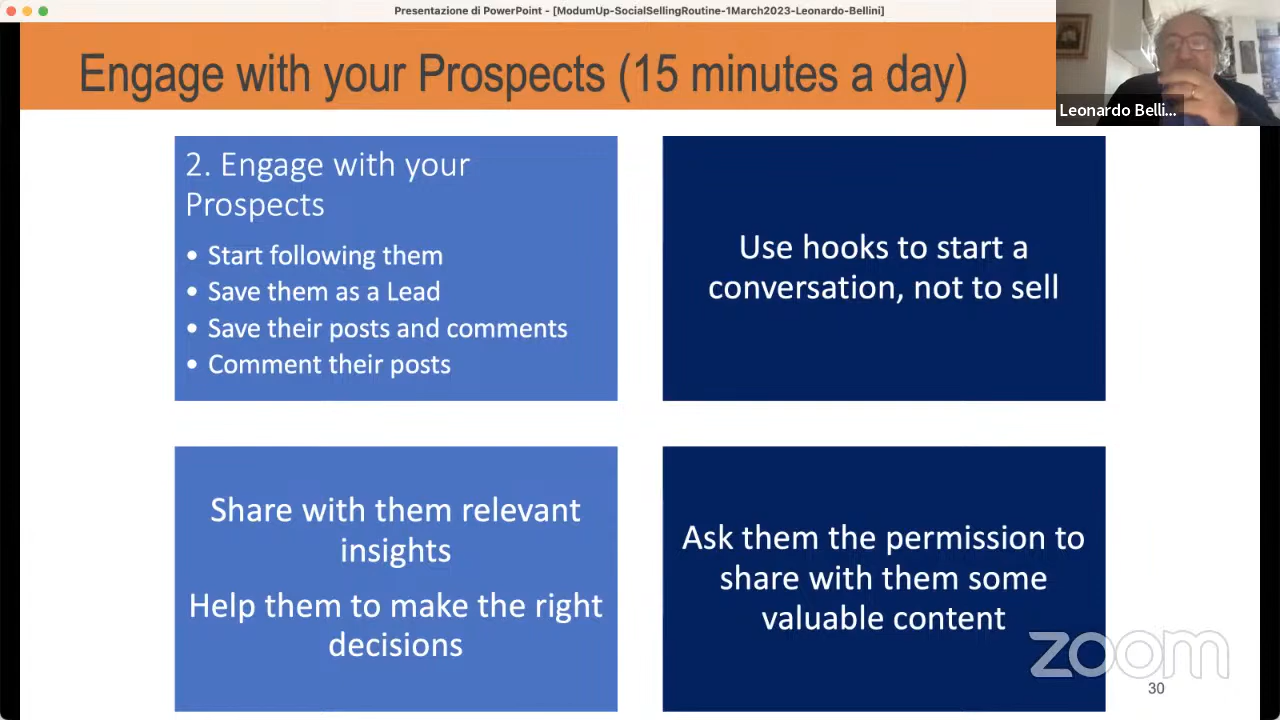 Presentazione di PowerPoint - [ModumUp-SocialSellingRoutine-1March2023-Leonardo-Bellini]
Engage with your Prospects (15 minutes a day)
Leonardo Belli...
2. Engage with your
Prospects
• Start following them
• Save them as a Lead
• Save their posts and comments
• Comment their posts
Use hooks to start a
conversation, not to sell
Share with them relevant
insights
Help them to make the right
decisions
Ask them the permission to
share with them some
valuable content
zoom
30